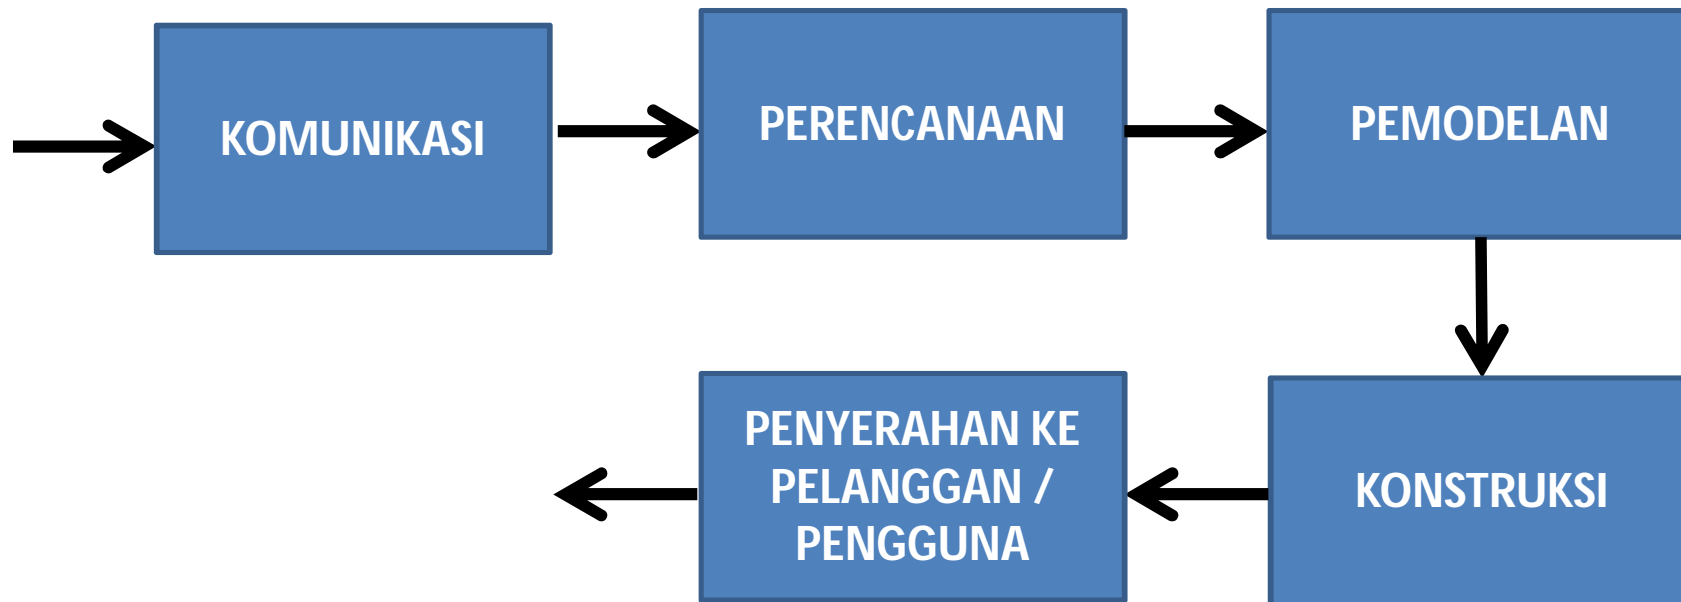 KOMUNIKASI
PERENCANAAN
PEMODELAN
PENYERAHAN KE
PELANGGAN /
PENGGUNA
KONSTRUKSI